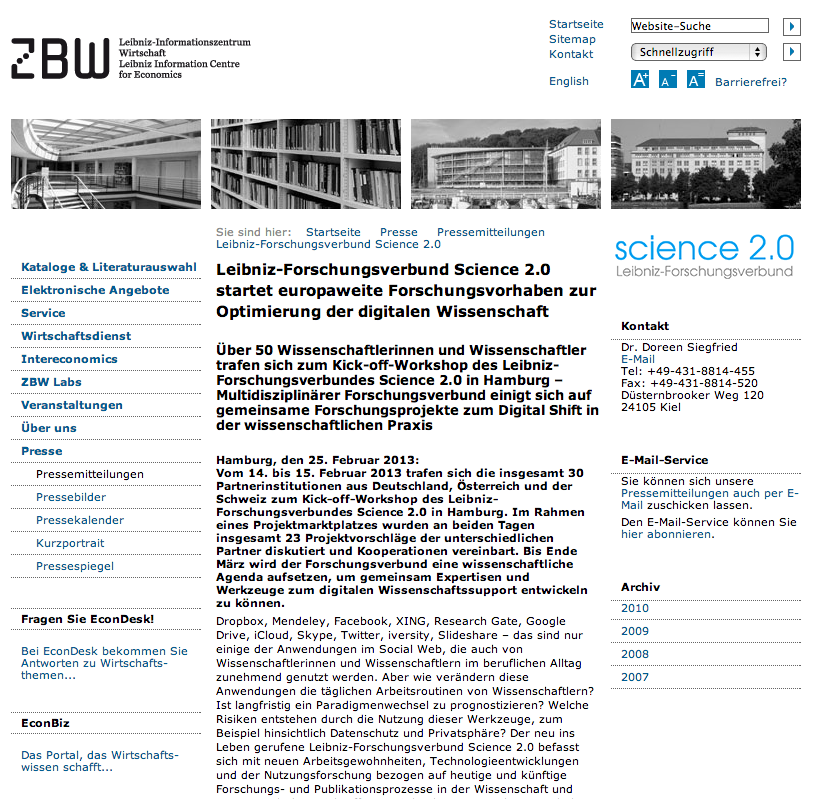 ZBW
Leibniz-Informationszentrum
Wirtschaft
Leibniz Information Centre
for Economics
Startseite
Sitemap
Kontakt
English
Website-Suche
Schnellzugriff
A+ A- A=
Barrierefrei?
Kataloge & Literaturauswahl
Elektronische Angebote
Service
Wirtschaftsdienst
Intereconomics
ZBW Labs
Veranstaltungen
Über uns
Presse
Pressemitteilungen
Pressebilder
Pressekalender
Kurzportrait
Pressespiegel
Fragen Sie EconDesk!
Bei EconDesk bekommen Sie
Antworten zu Wirtschafts-
themen...
EconBiz
Das Portal, das Wirtschafts-
wissen schafft...
Sie sind hier: Startseite Presse Pressemitteilungen
Leibniz-Forschungsverbund Science 2.0
Leibniz-Forschungsverbund Science 2.0
startet europaweite Forschungsvorhaben zur
Optimierung der digitalen Wissenschaft
Über 50 Wissenschaftlerinnen und Wissenschaftler
trafen sich zum Kick-off-Workshop des Leibniz-
Forschungsverbundes Science 2.0 in Hamburg –
Multidisziplinärer Forschungsverbund einigt sich auf
gemeinsame Forschungsprojekte zum Digital Shift in
der wissenschaftlichen Praxis
Hamburg, den 25. Februar 2013:
Vom 14. bis 15. Februar 2013 trafen sich die insgesamt 30
Partnerinstitutionen aus Deutschland, Österreich und der
Schweiz zum Kick-off-Workshop des Leibniz-
Forschungsverbundes Science 2.0 in Hamburg. Im Rahmen
eines Projektmarktplatzes wurden an beiden Tagen
insgesamt 23 Projektvorschläge der unterschiedlichen
Partner diskutiert und Kooperationen vereinbart. Bis Ende
März wird der Forschungsverbund eine wissenschaftliche
Agenda aufsetzen, um gemeinsam Expertisen und
Werkzeuge zum digitalen Wissenschaftssupport entwickeln
zu können.
Dropbox, Mendeley, Facebook, XING, Research Gate, Google
Drive, iCloud, Skype, Twitter, iversity, Slideshare – das sind nur
einige der Anwendungen im Social Web, die auch von
Wissenschaftlerinnen und Wissenschaftlern im beruflichen Alltag
zunehmend genutzt werden. Aber wie verändern diese
Anwendungen die täglichen Arbeitsroutinen von Wissenschaftlern?
Ist langfristig ein Paradigmenwechsel zu prognostizieren? Welche
Risiken entstehen durch die Nutzung dieser Werkzeuge, zum
Beispiel hinsichtlich Datenschutz und Privatsphäre? Der neu ins
Leben gerufene Leibniz-Forschungsverbund Science 2.0 befasst
sich mit neuen Arbeitsgewohnheiten, Technologieentwicklungen
und der Nutzungsforschung bezogen auf heutige und künftige
Forschungs- und Publikationsprozesse in der Wissenschaft und
science 2.0
Leibniz-Forschungsverbund
Kontakt
Dr. Doreen Siegfried
E-Mail
Tel: +49-431-8814-455
Fax: +49-431-8814-520
Düsternbrooker Weg 120
24105 Kiel
E-Mail-Service
Sie können sich unsere
Pressemitteilungen auch per E-
Mail zuschicken lassen.
Den E-Mail-Service können Sie
hier abonnieren.
Archiv
2010
2009
2008
2007